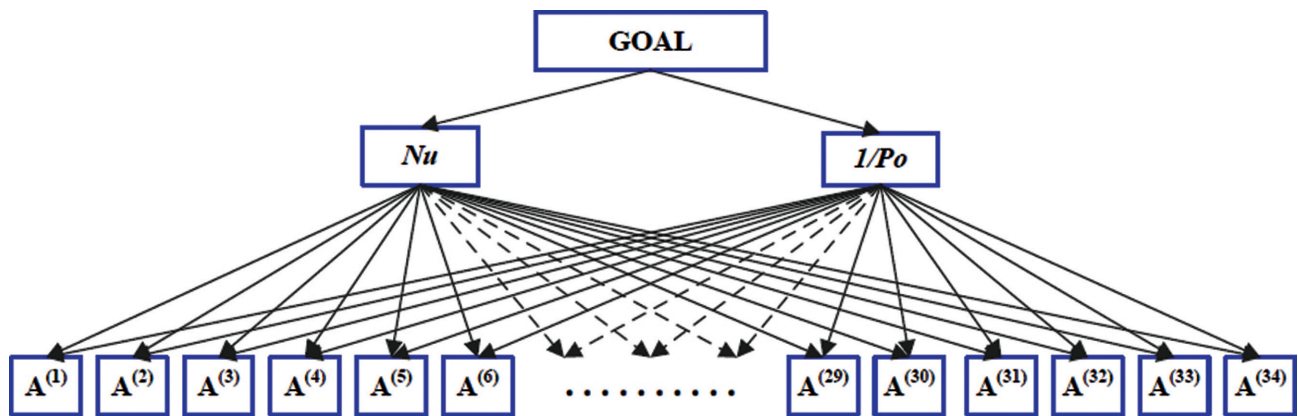 GOAL
Nu 1/Po
A(1) A(2) A(3) A(4) A(5) A(6) . . . . . . . . . . A(29) A(30) A(31) A(32) A(33) A(34)